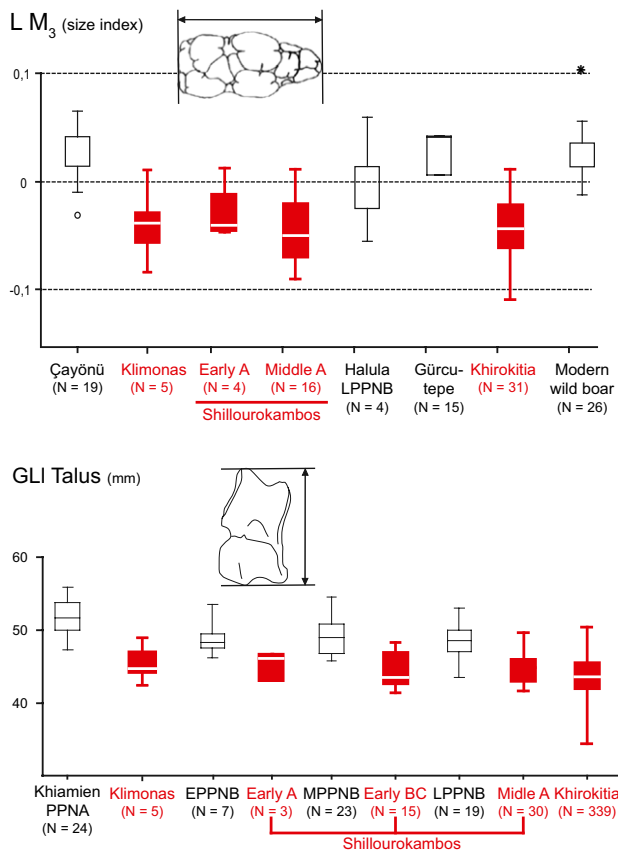 L M3 (size index)
0,1
0
-0,1
Çayönü
(N = 19)
Klimonas
(N = 5)
Early A
(N = 4)
Middle A
(N = 16)
Shillourokambos
Halula
LPPNB
(N = 4)
Gürcu-
tepe
(N = 15)
Khirokitia
(N = 31)
Modern
wild boar
(N = 26)
GLl Talus (mm)
60
50
40
Khiamien
PPNA
(N = 24)
Klimonas
(N = 5)
EPPNB
(N = 7)
Early A
(N = 3)
MPPNB
(N = 23)
Early BC
(N = 15)
LPPNB
(N = 19)
Midle A
(N = 30)
Khirokitia
(N = 339)
Shillourokambos